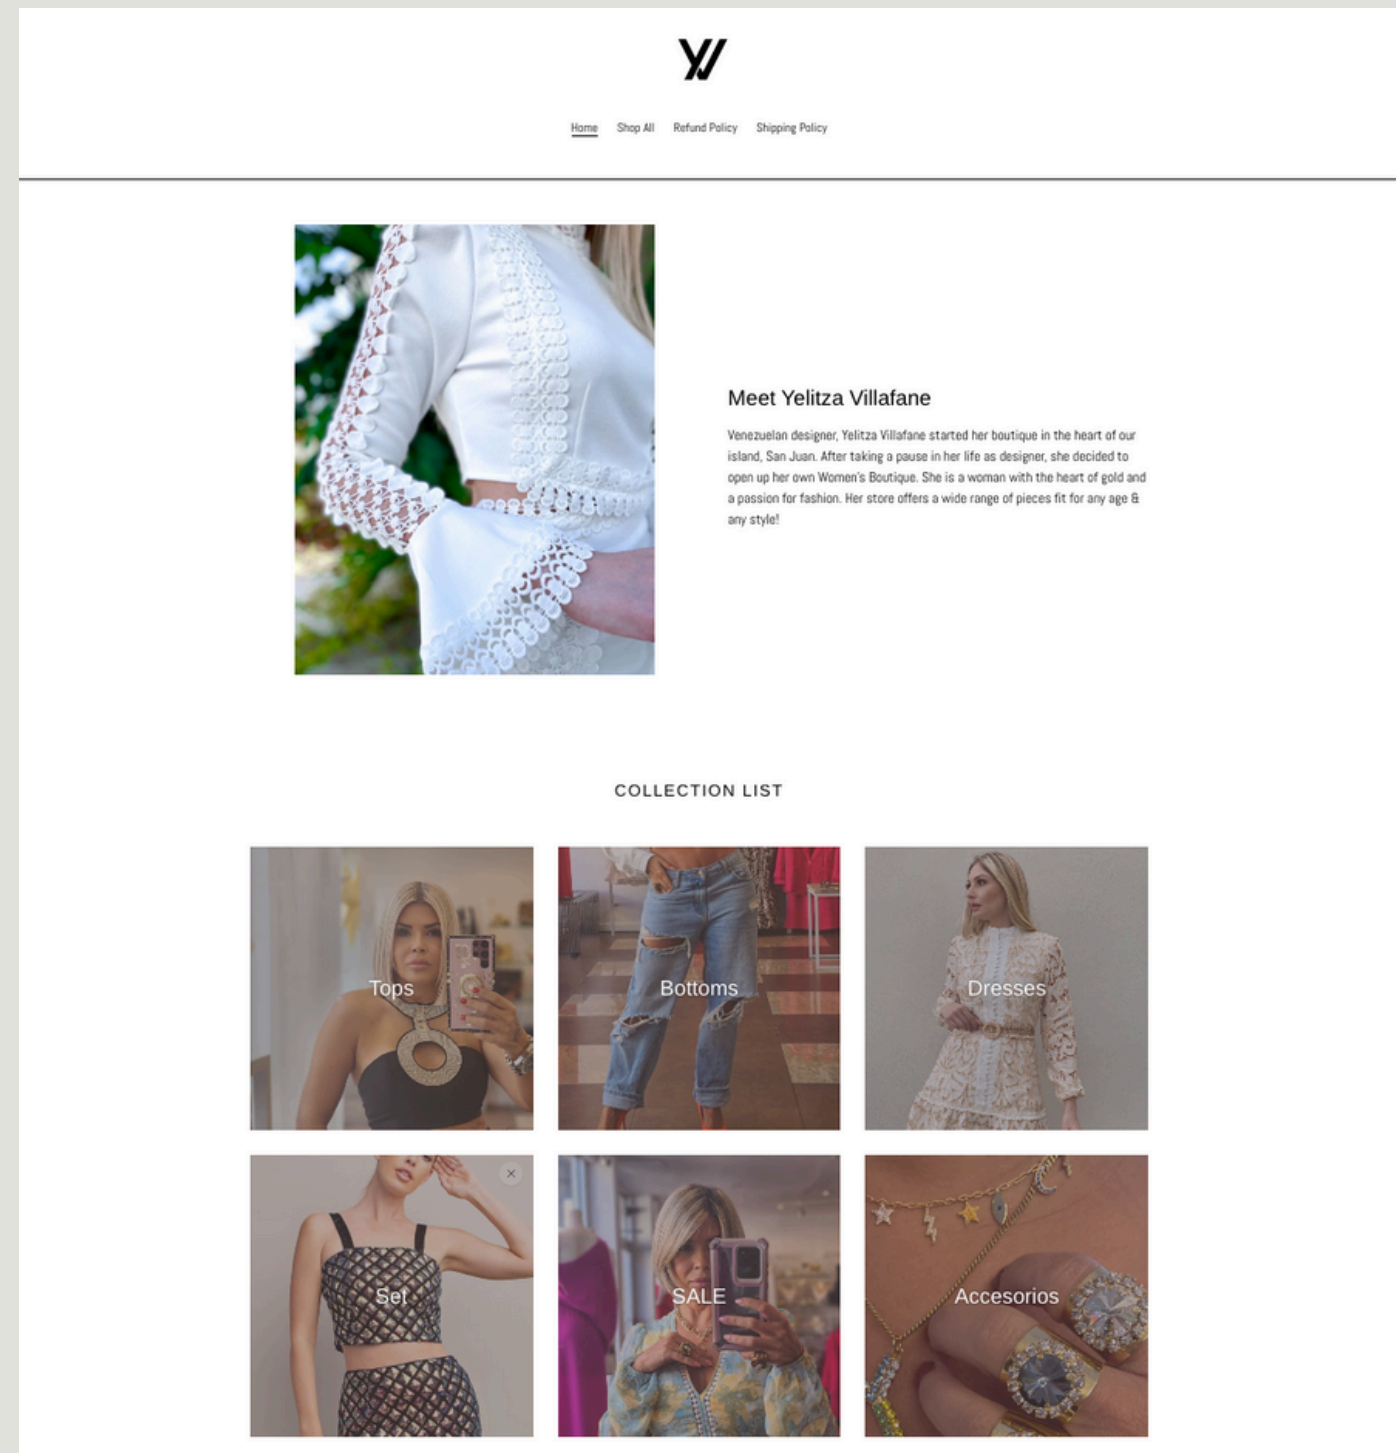 YV
Home Shop All Refund Policy Shipping Policy
Meet Yelitza Villafane
Venezuelan designer, Yelitza Villafane started her boutique in the heart of our
island, San Juan. After taking a pause in her life as designer, she decided to
open up her own Women's Boutique. She is a woman with the heart of gold and
a passion for fashion. Her store offers a wide range of pieces fit for any age &
any style!
COLLECTION LIST
Tops Bottoms Dresses
Set SALE Accesorios